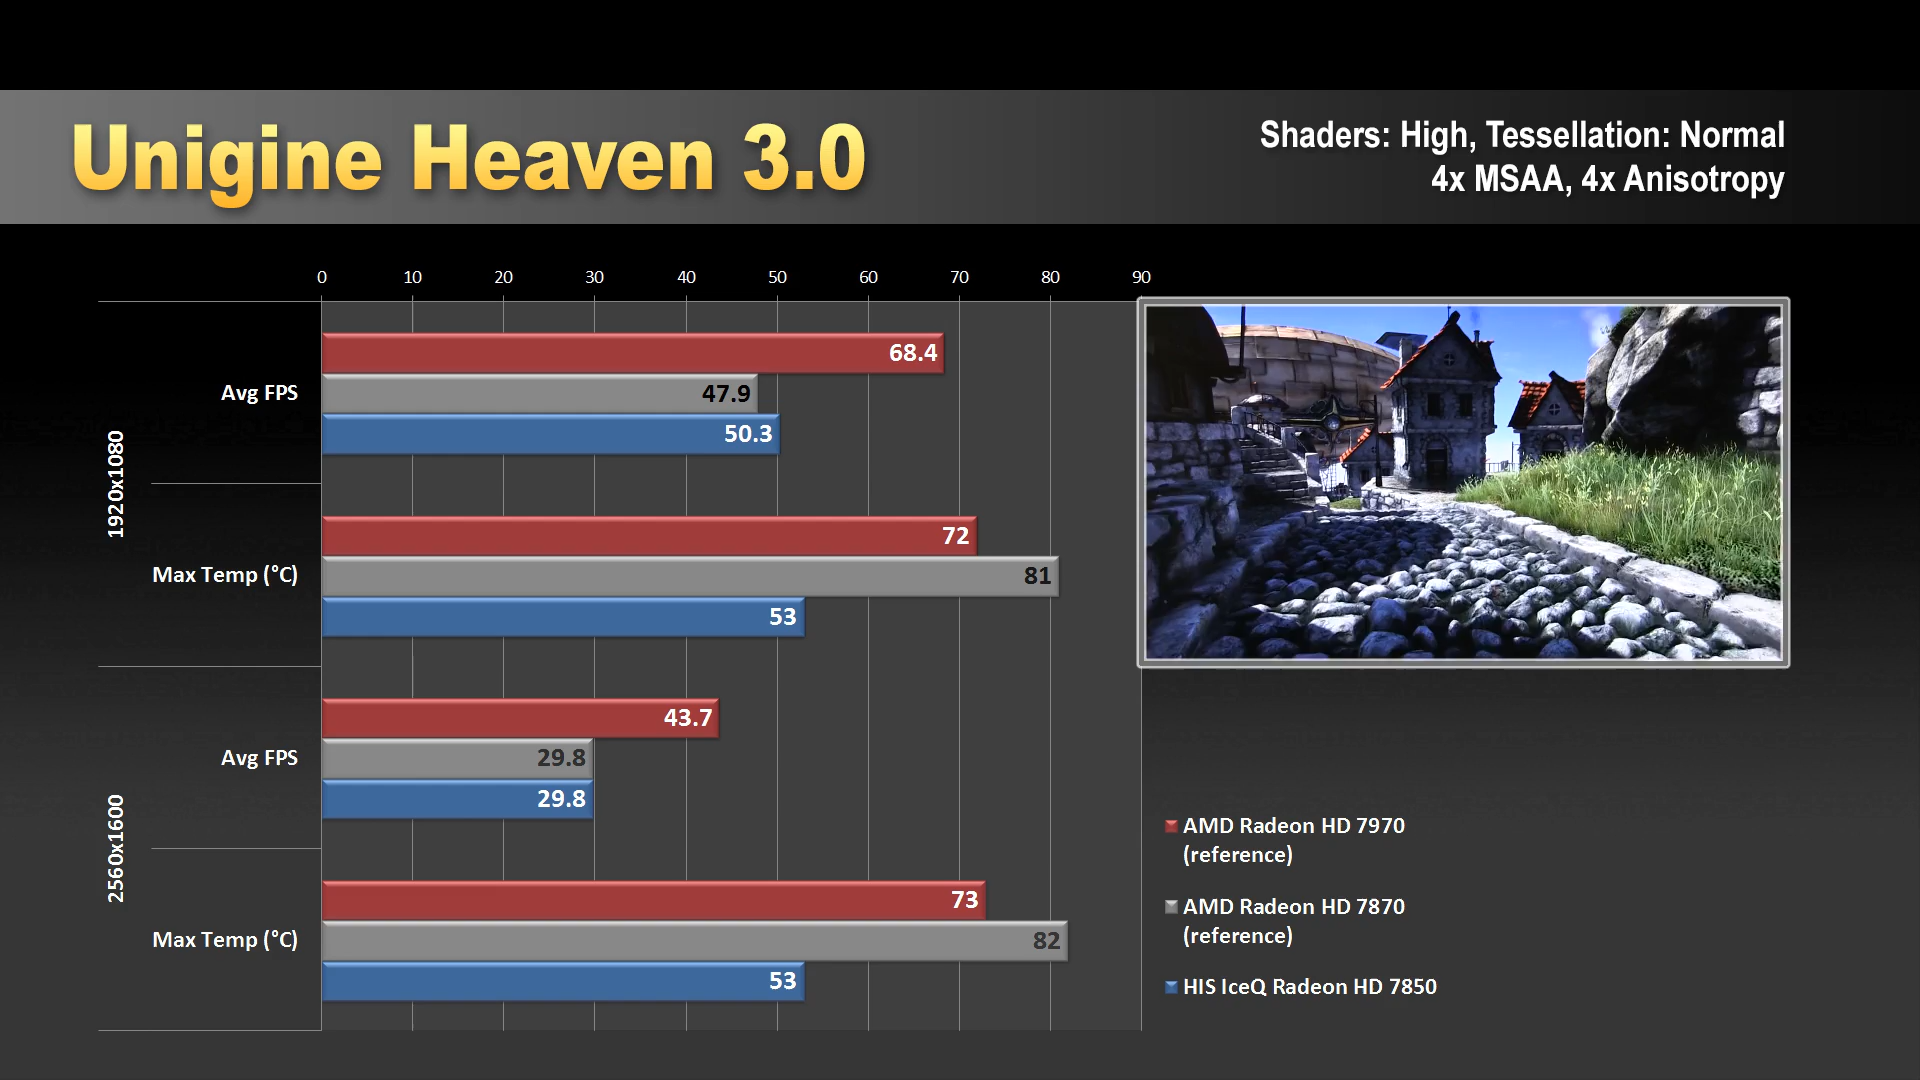 Unigine Heaven 3.0
Shaders: High, Tessellation: Normal
4x MSAA, 4x Anisotropy
0 10 20 30 40 50 60 70 80 90
1920x1080
Avg FPS
68.4
47.9
50.3
Max Temp (°C)
72
81
53
2560x1600
Avg FPS
43.7
29.8
29.8
Max Temp (°C)
73
82
53
AMD Radeon HD 7970
(reference)
AMD Radeon HD 7870
(reference)
HIS IceQ Radeon HD 7850